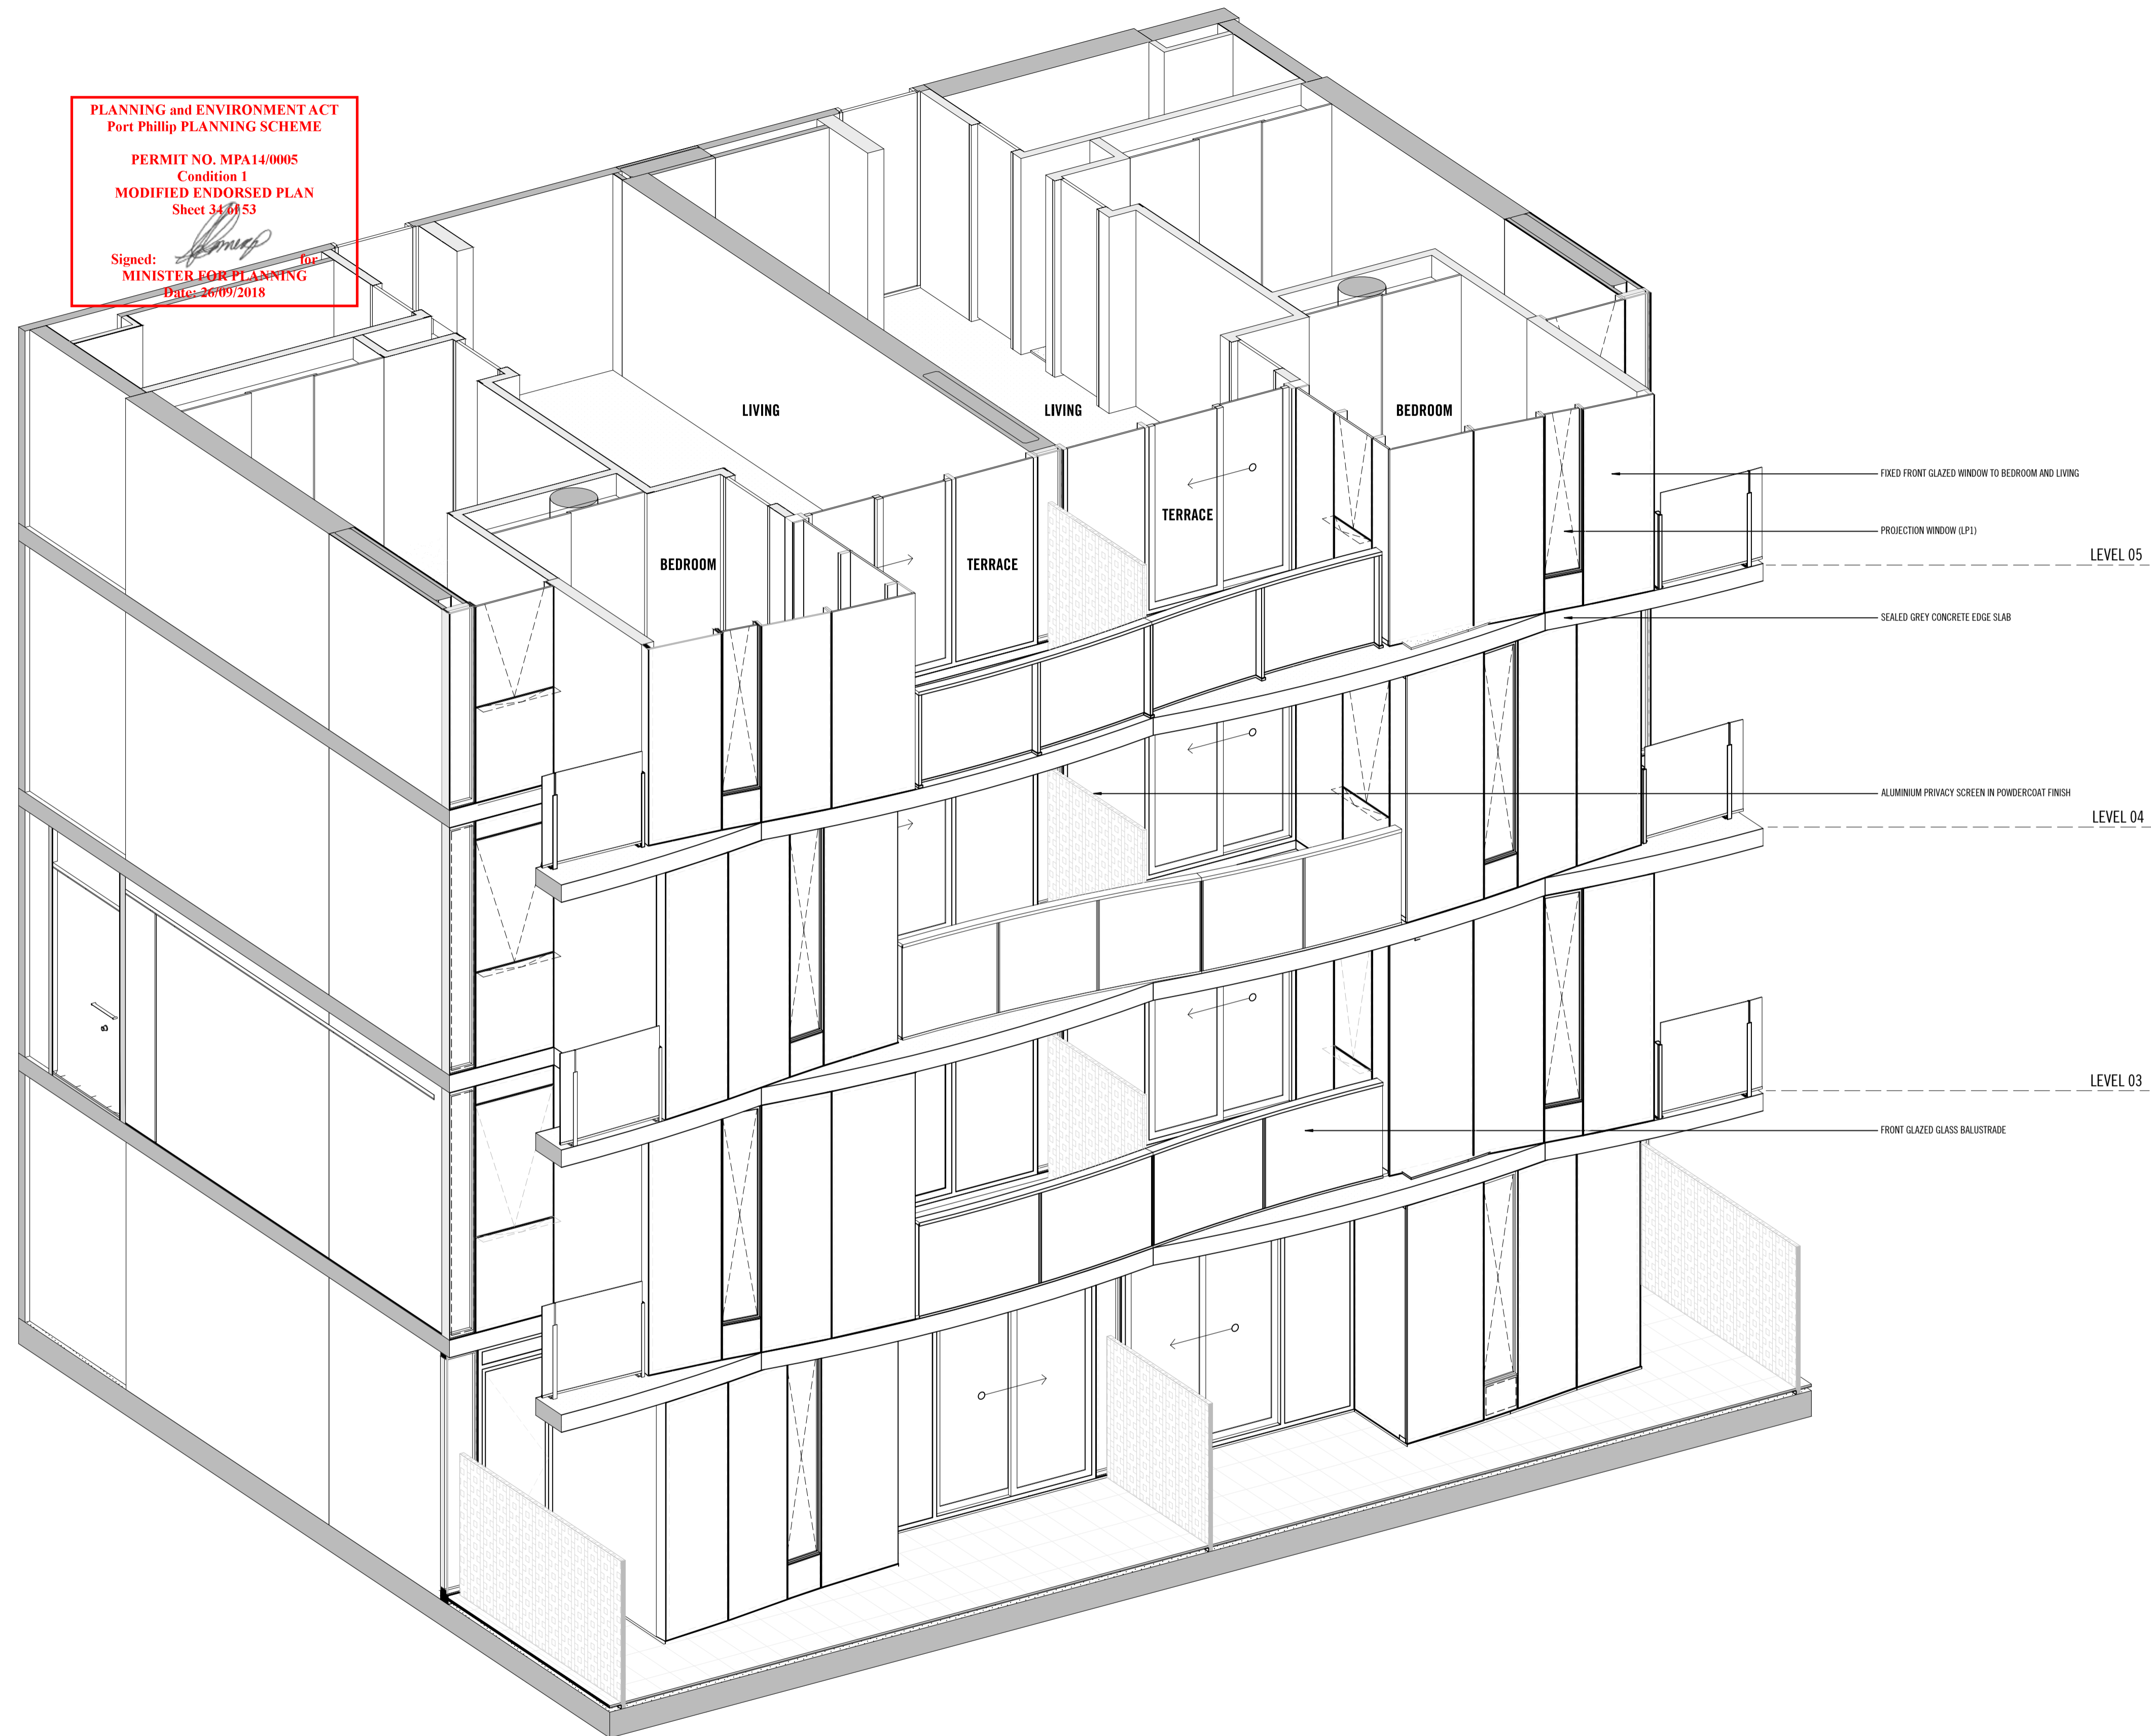 PLANNING and ENVIRONMENT ACT
Port Phillip PLANNING SCHEME
PERMIT NO. MPA14/0005
Condition 1
MODIFIED ENDORSED PLAN
Sheet 34 of 53
Signed: for
MINISTER FOR PLANNING
Date: 26/09/2018
LIVING
LIVING
BEDROOM
FIXED FRONT GLAZED WINDOW TO BEDROOM AND LIVING
TERRACE
PROJECTION WINDOW (LP1)
LEVEL 05
BEDROOM
TERRACE
SEALED GREY CONCRETE EDGE SLAB
ALUMINIUM PRIVACY SCREEN IN POWDERCOAT FINISH
LEVEL 04
LEVEL 03
FRONT GLAZED GLASS BALUSTRADE